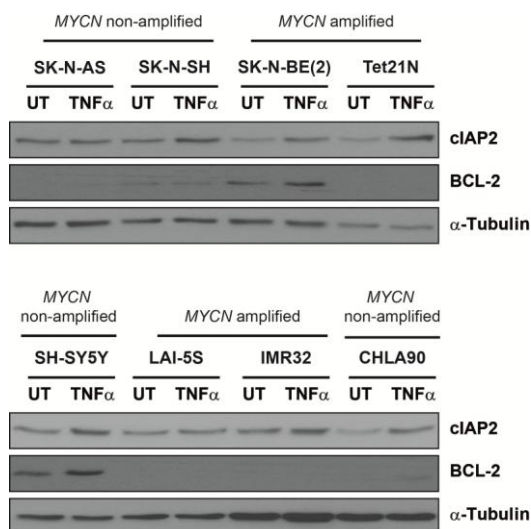 MYCN non-amplified MYCN amplified
SK-N-AS SK-N-SH SK-N-BE(2) Tet21N
UT TNFα UT TNFα UT TNFα UT TNFα
cIAP2
BCL-2
α-Tubulin
MYCN non-amplified MYCN amplified MYCN non-amplified
SH-SY5Y LAI-5S IMR32 CHLA90
UT TNFα UT TNFα UT TNFα UT TNFα
cIAP2
BCL-2
α-Tubulin